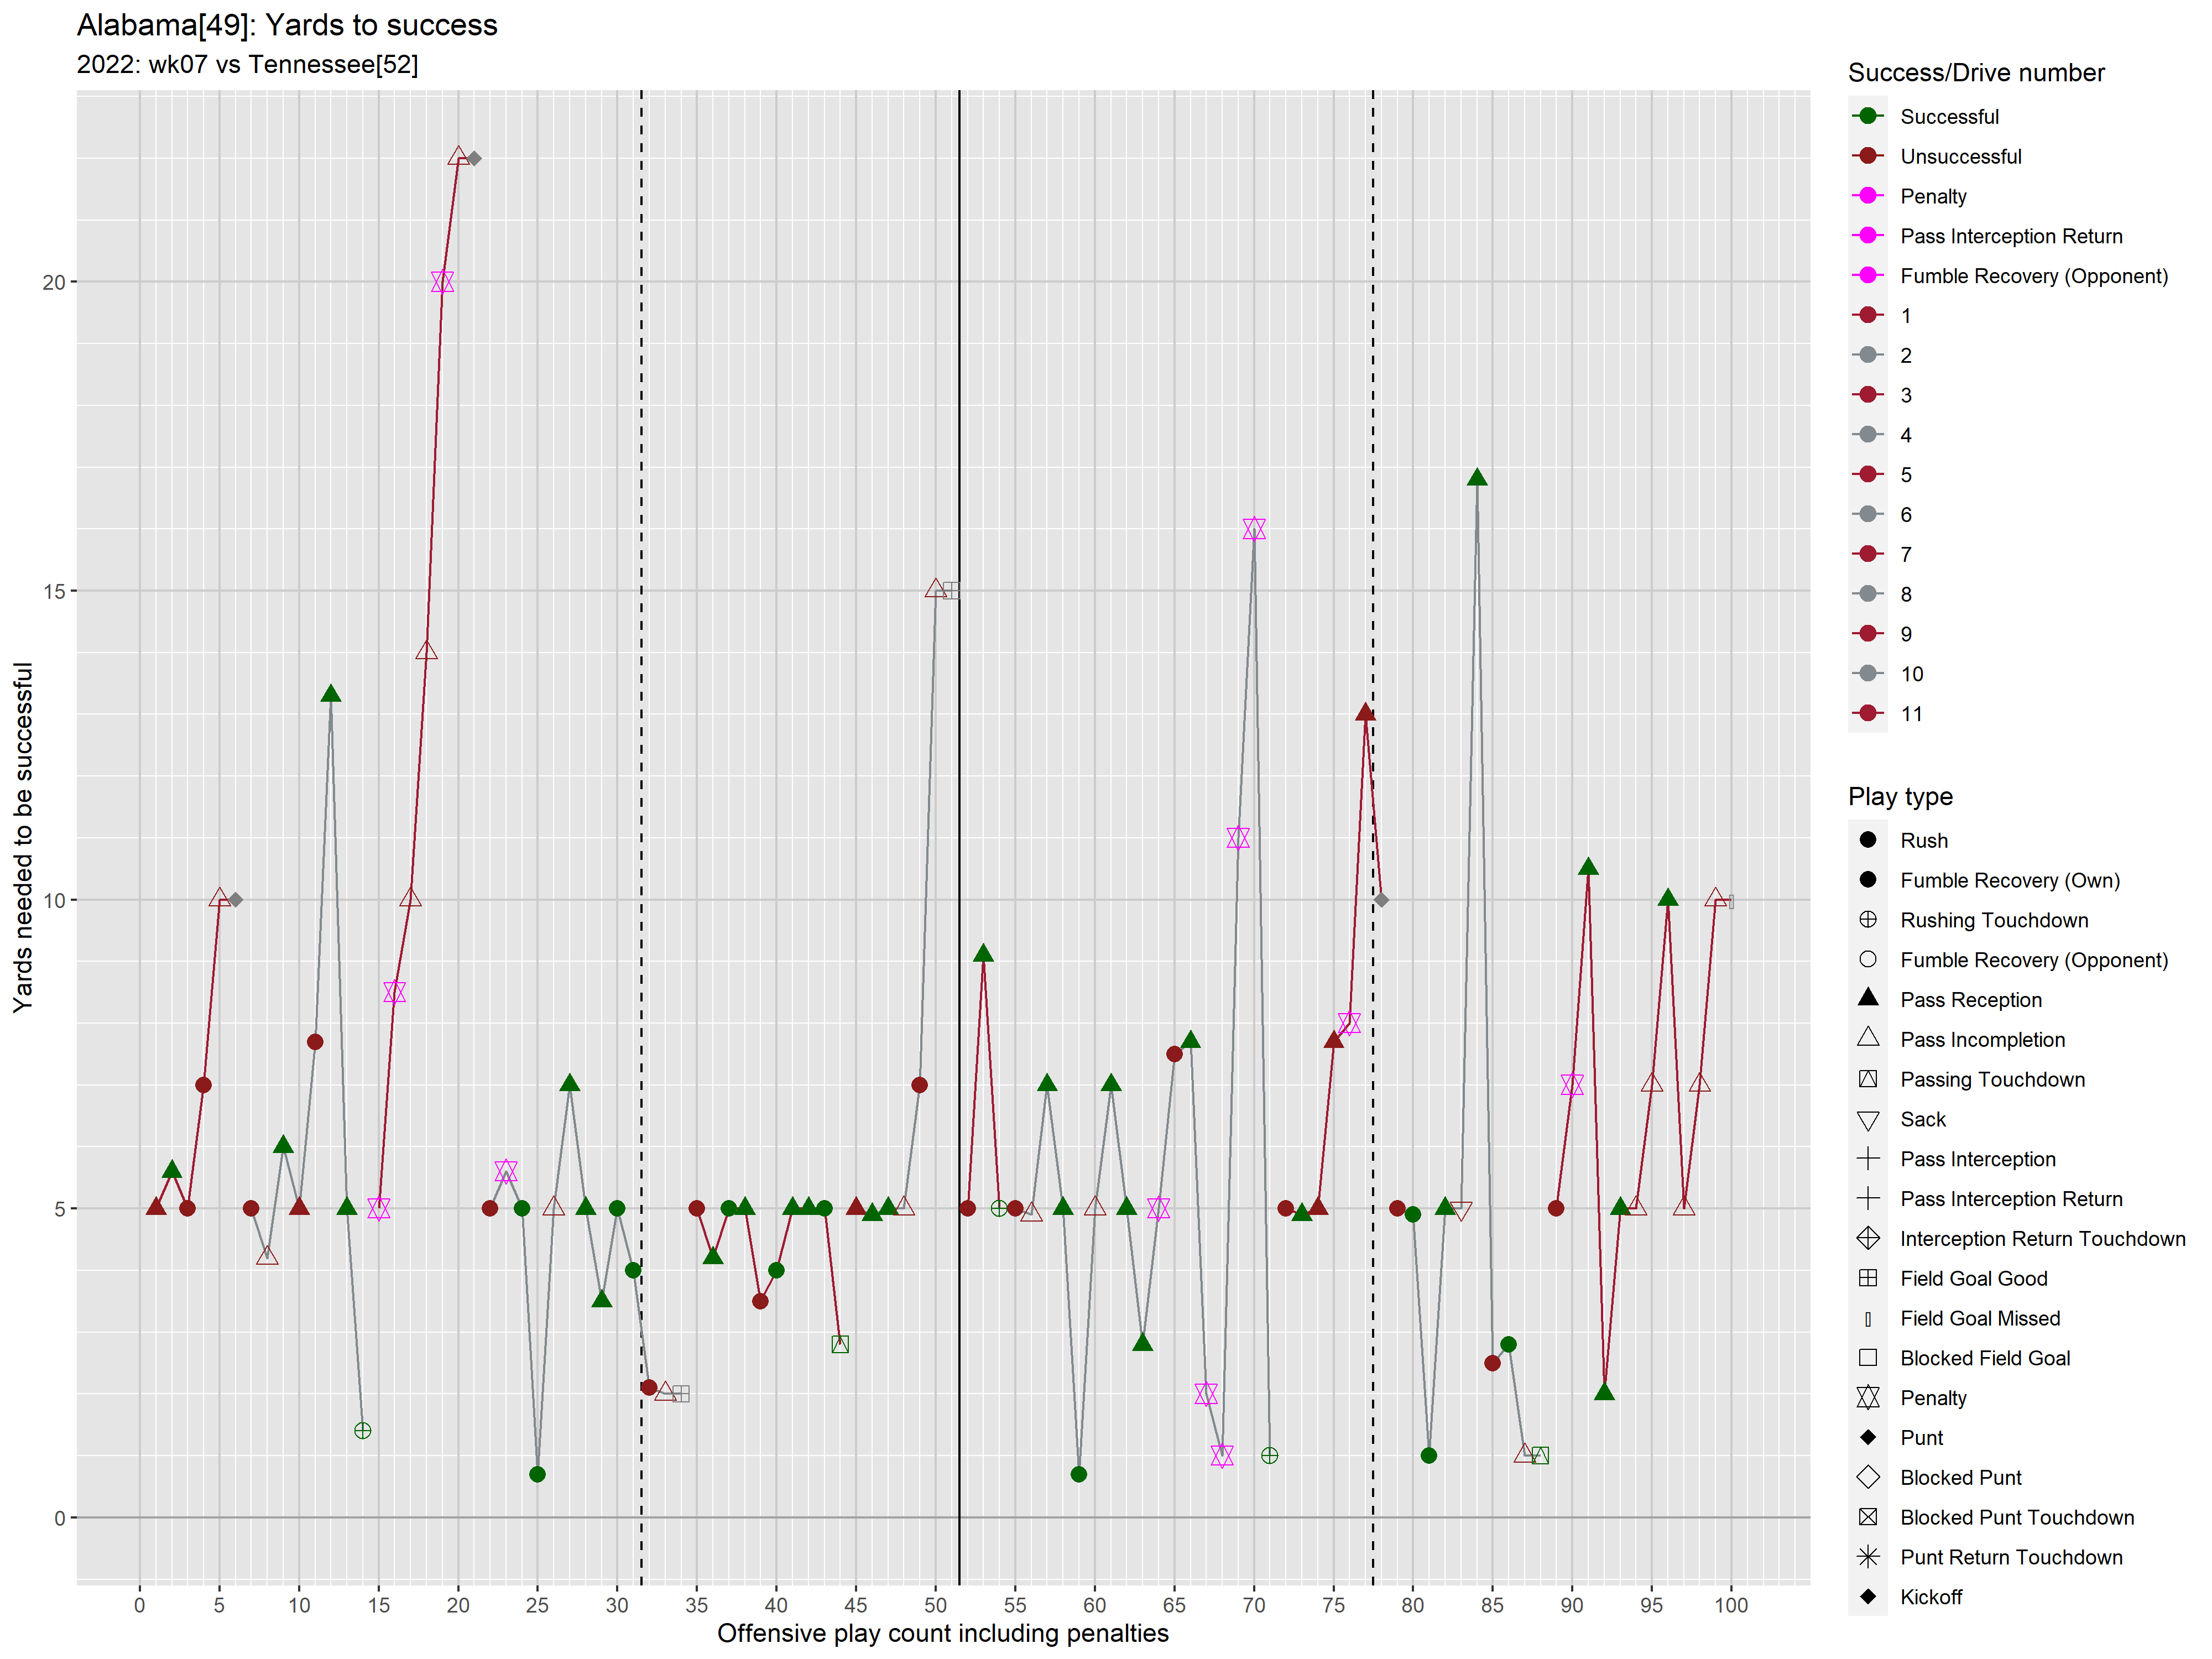 Alabama[49]: Yards to success
2022: wk07 vs Tennessee[52]
Yards needed to be successful
20
15
10
5
0
0 5 10 15 20 25 30 35 40 45 50 55 60 65 70 75 80 85 90 95 100
Offensive play count including penalties
Success/Drive number
Successful
Unsuccessful
Penalty
Pass Interception Return
Fumble Recovery (Opponent)
1
2
3
4
5
6
7
8
9
10
11
Play type
Rush
Fumble Recovery (Own)
Rushing Touchdown
Fumble Recovery (Opponent)
Pass Reception
Pass Incompletion
Passing Touchdown
Sack
Pass Interception
Pass Interception Return
Interception Return Touchdown
Field Goal Good
Field Goal Missed
Blocked Field Goal
Penalty
Punt
Blocked Punt
Blocked Punt Touchdown
Punt Return Touchdown
Kickoff